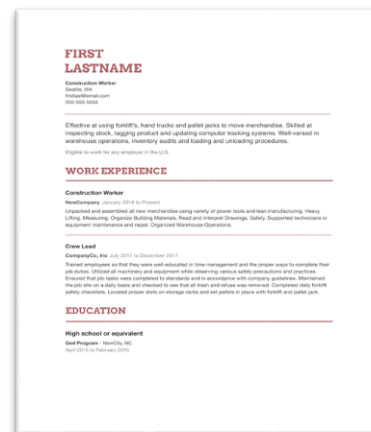 FIRST
LASTNAME
Construction Worker
Seattle, WA
firstlast@email.com
555-555-5555
Effective at using forklift's, hand trucks and pallet jacks to move merchandise. Skilled at
inspecting stock, tagging product and updating computer tracking systems. Well-versed in
warehouse operations, inventory audits and loading and unloading procedures.
Eligible to work for any employer in the U.S.
WORK EXPERIENCE
Construction Worker
NewCompany January 2018 to Present
Unpacked and assembled all new merchandise using variety of power tools and lean manufacturing. Heavy
Lifting. Measuring. Organize Building Materials. Read and Interpret Drawings. Safety. Supported technicians in
equipment maintenance and repair. Organized Warehouse Operations.
Crew Lead
CompanyCo, Inc July 2017 to December 2017
Trained employees so that they were well-educated in time management and the proper ways to complete their
job duties. Utilized all machinery and equipment while observing various safety precautions and practices.
Ensured that job tasks were completed to standards and in accordance with company guidelines. Maintained
the job site on a daily basis and checked to see that all trash and refuse was removed. Completed daily forklift
safety checklists. Located proper slots on storage racks and set pallets in place with forklift and pallet jack.
EDUCATION
High school or equivalent
Ged Program - NewCity, NC
April 2015 to February 2016